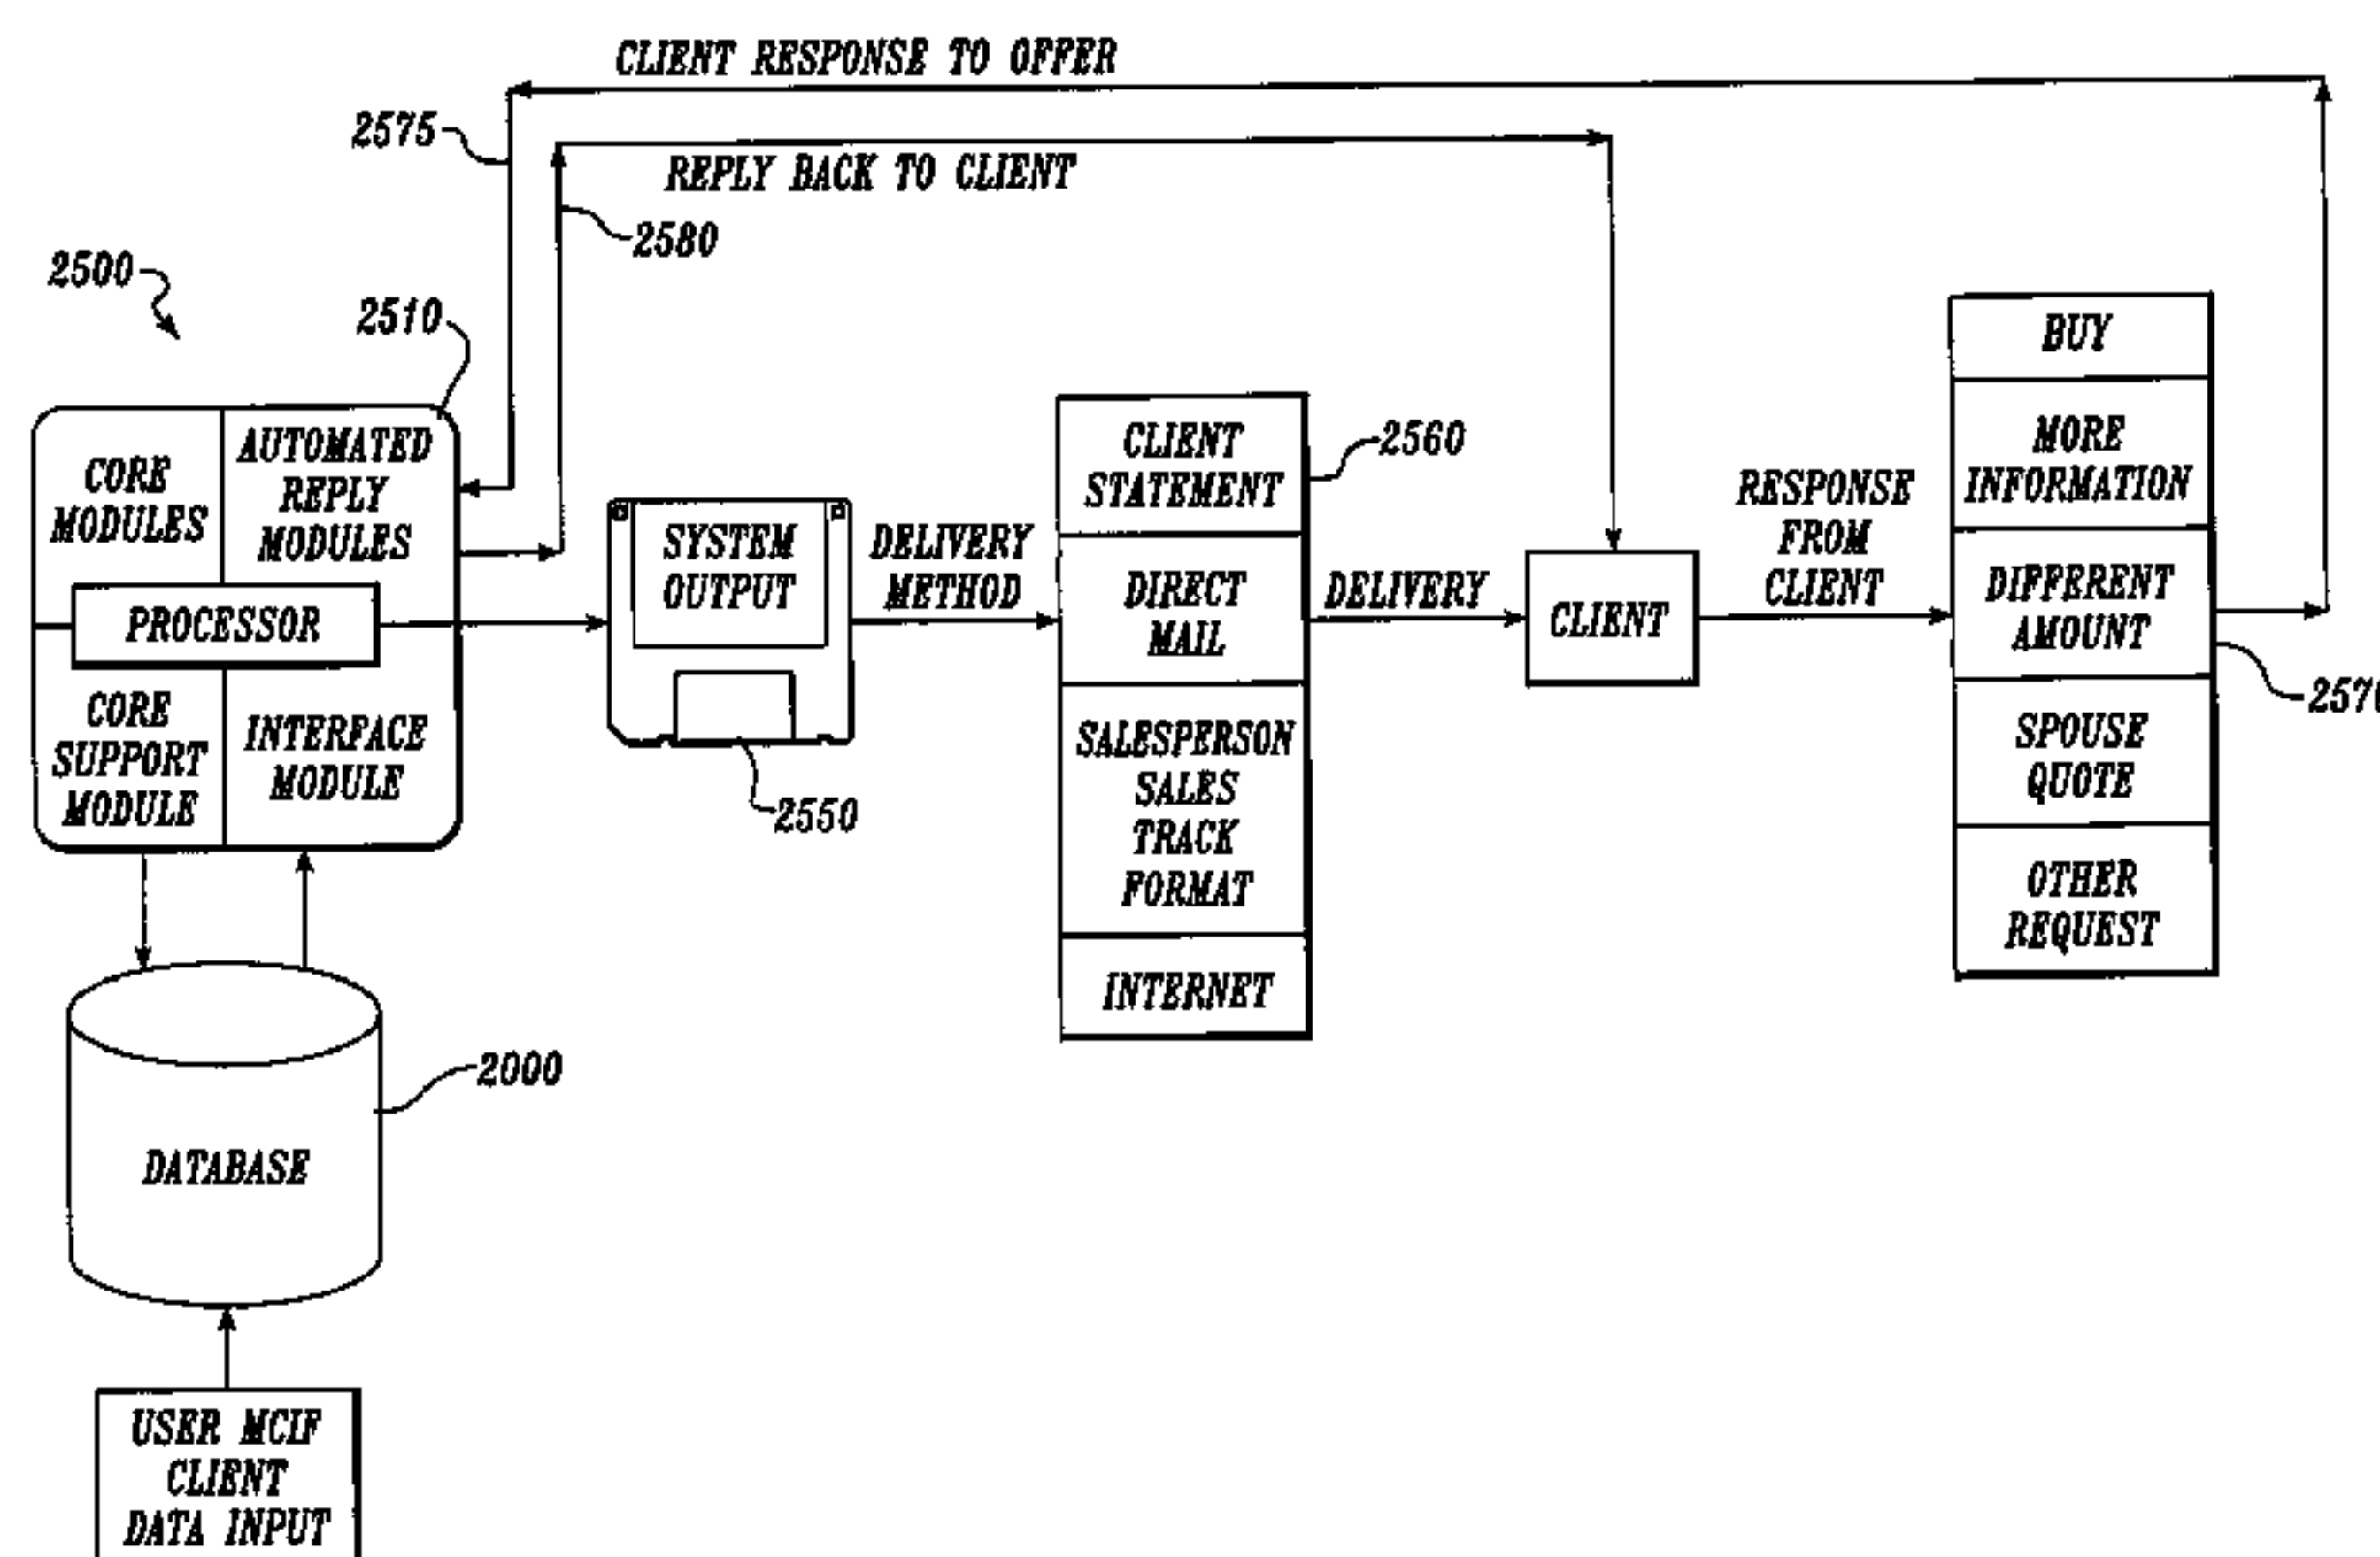 CLIENT RESPONSE TO OFFER
2575
REPLY BACK TO CLIENT
2580
2500
2510
CORE
MODULES
AUTOMATED
REPLY
MODULES
PROCESSOR
CORE
SUPPORT
MODULE
INTERFACE
MODULE
SYSTEM
OUTPUT
2550
DELIVERY
METHOD
CLIENT
STATEMENT
2560
DIRECT
MAIL
SALESPERSON
SALES
TRACK
FORMAT
INTERNET
DELIVERY
CLIENT
RESPONSE
FROM
CLIENT
BUY
MORE
INFORMATION
DIFFERENT
AMOUNT
SPOUSE
QUOTE
OTHER
REQUEST
2570
2000
DATABASE
USER MCIF
CLIENT
DATA INPUT